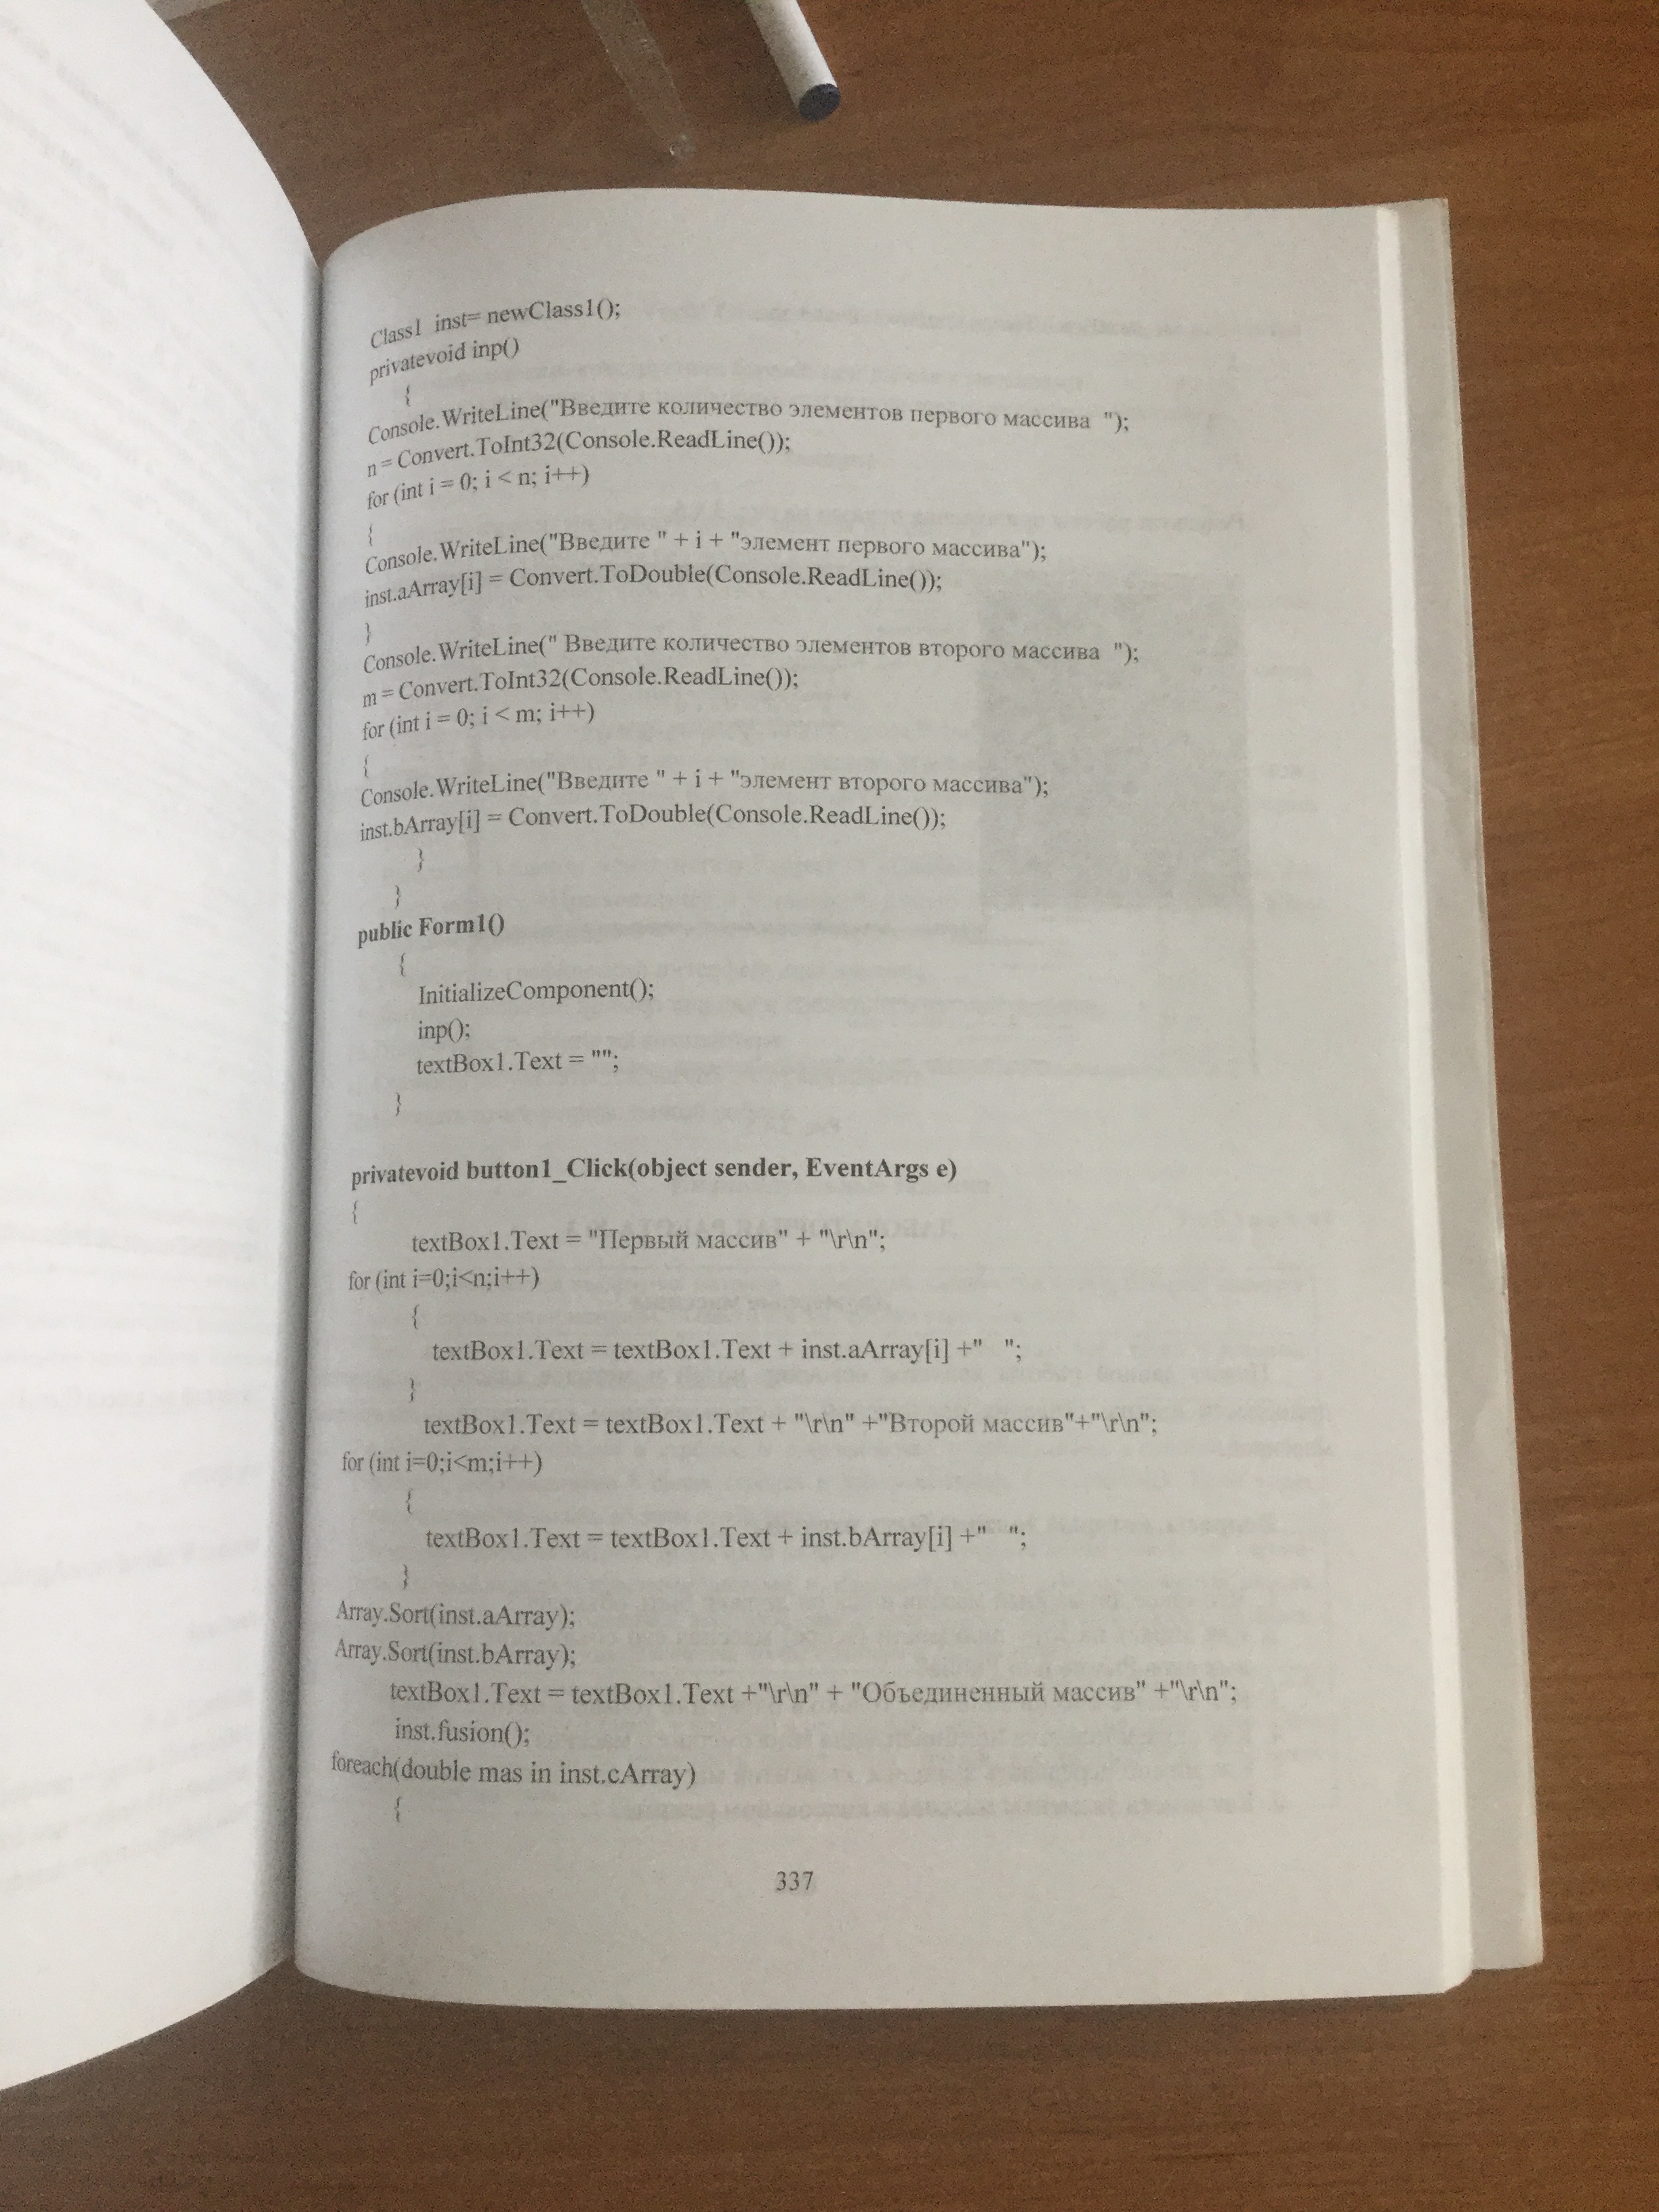 Class1  inst= newClass1();
privatevoid inp()
{
Console.WriteLine("Введите количество элементов первого массива  ");
n = Convert.ToInt32(Console.ReadLine());
for (int i = 0; i < n; i++)
{
Console.WriteLine("Введите " + i + "элемент первого массива");
inst.aArray[i] = Convert.ToDouble(Console.ReadLine());
}
Console.WriteLine(" Введите количество элементов второго массива  ");
m = Convert.ToInt32(Console.ReadLine());
for (int i = 0; i < m; i++)
{
Console.WriteLine("Введите " + i + "элемент второго массива");
inst.bArray[i] = Convert.ToDouble(Console.ReadLine());
}
}
public Form1()
{
InitializeComponent();
inp();
textBox1.Text = "";
}
privatevoid button1_Click(object sender, EventArgs e)
{
textBox1.Text = "Первый массив" + "\r\n";
for (int i=0;i<n;i++)
{
textBox1.Text = textBox1.Text + inst.aArray[i] +"   ";
}
textBox1.Text = textBox1.Text + "\r\n" +"Второй массив"+"\r\n";
for (int i=0;i<m;i++)
{
textBox1.Text = textBox1.Text + inst.bArray[i] +"   ";
}
Array.Sort(inst.aArray);
Array.Sort(inst.bArray);
textBox1.Text = textBox1.Text +"\r\n" + "Объединенный массив" +"\r\n";
inst.fusion();
foreach(double mas in inst.cArray)
{
337